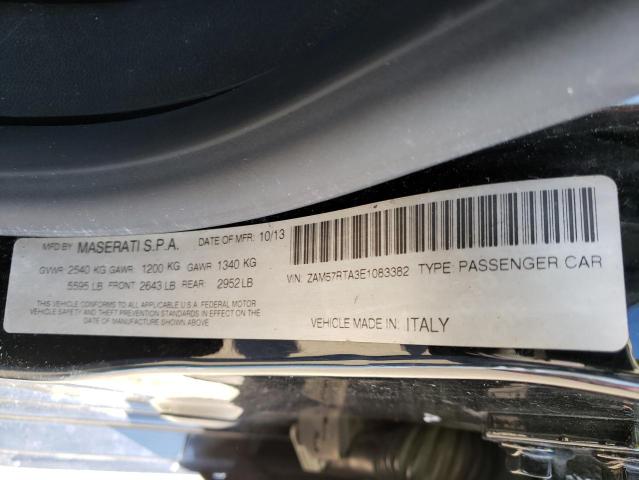 MFD BY MASERATI S.P.A. DATE OF MFR: 10/13
GVWR 2540 KG GAWR 1200 KG GAWR 1340 KG
5595 LB FRONT 2643 LB REAR: 2952 LB
THIS VEHICLE CONFORMS TO ALL APPLICABLE U.S.A. FEDERAL MOTOR
VEHICLE SAFETY AND THEFT PREVENTION STANDARDS IN EFFECT ON THE
DATE OF MANUFACTURE SHOWN ABOVE.
VIN: ZAM57RTA3E1083382 TYPE: PASSENGER CAR
VEHICLE MADE IN: ITALY